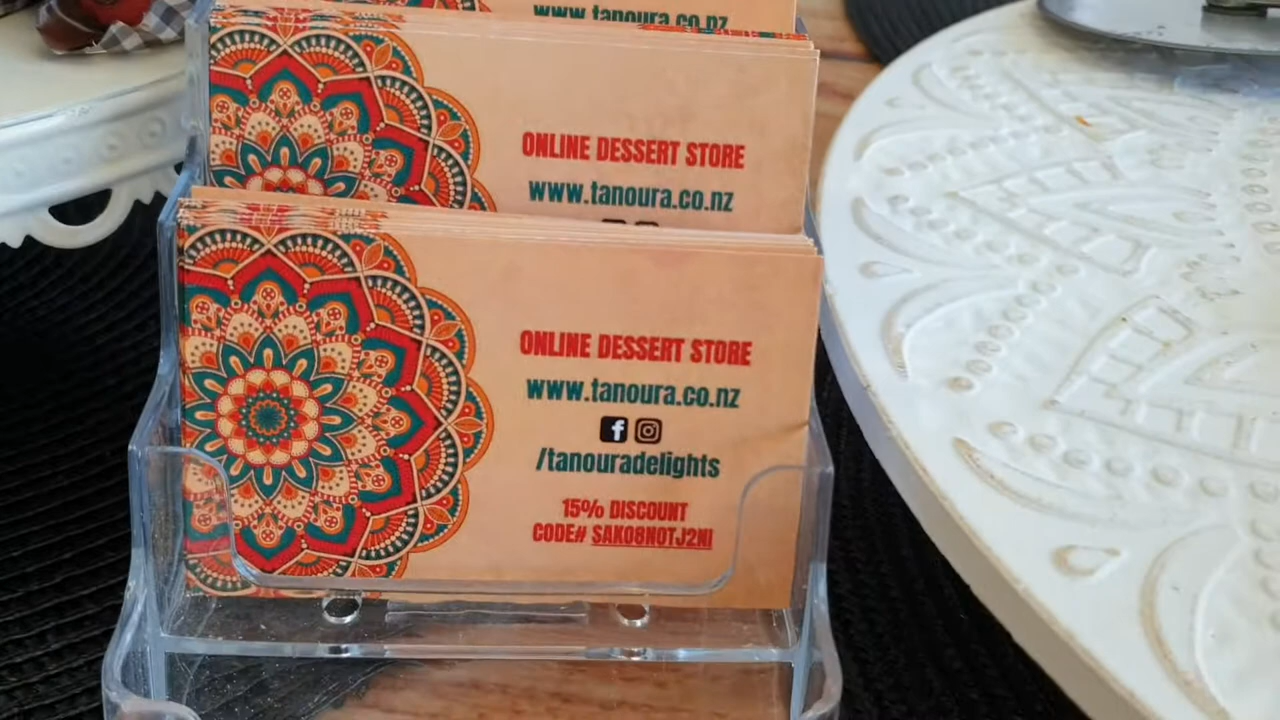 www.tanoura.co.nz
ONLINE DESSERT STORE
www.tanoura.co.nz
ONLINE DESSERT STORE
www.tanoura.co.nz
/tanouradelights
15% DISCOUNT
CODE# SAKO8NOTJ2NI